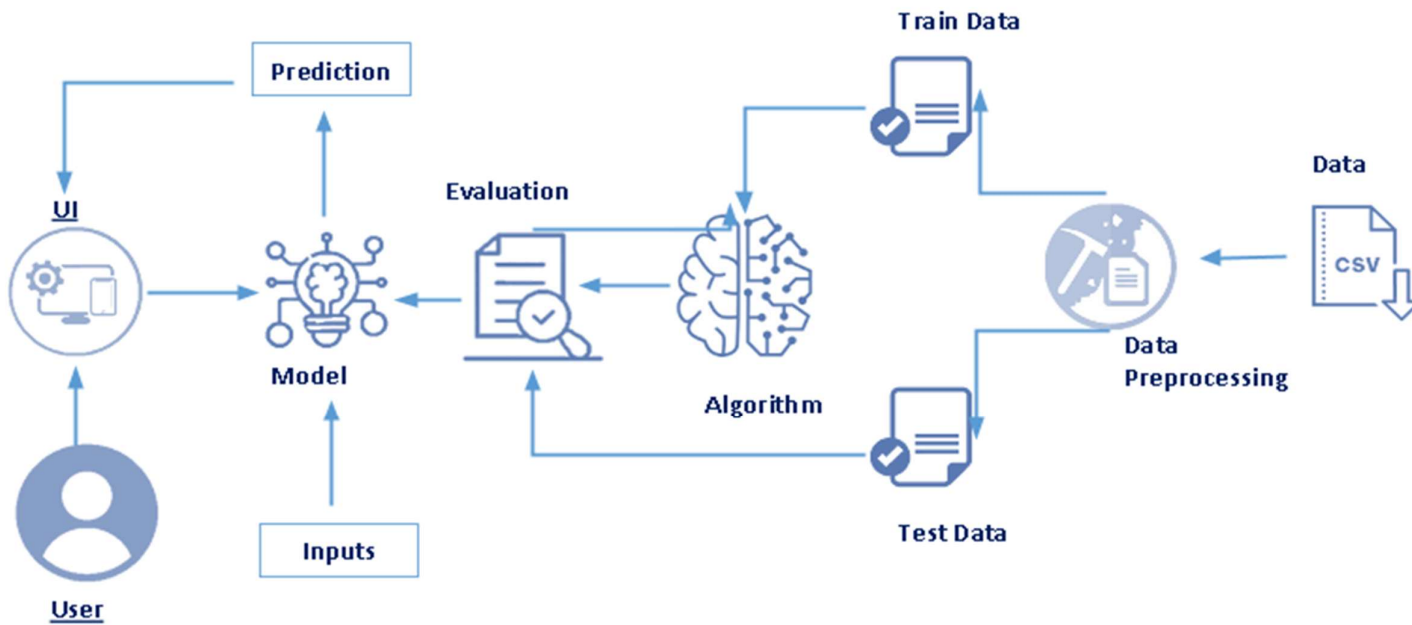 Train Data
Prediction
Data
Evaluation
UI
CSV
Data
Preprocessing
Model
Algorithm
Test Data
Inputs
User